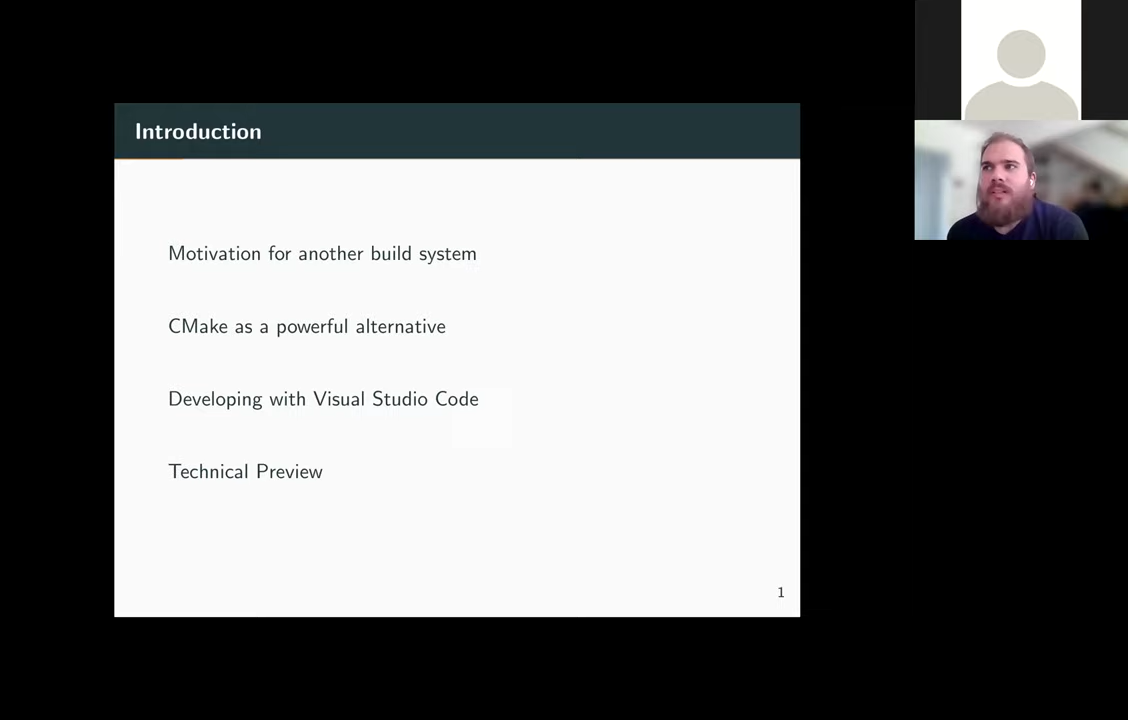 Introduction
Motivation for another build system
CMake as a powerful alternative
Developing with Visual Studio Code
Technical Preview
1